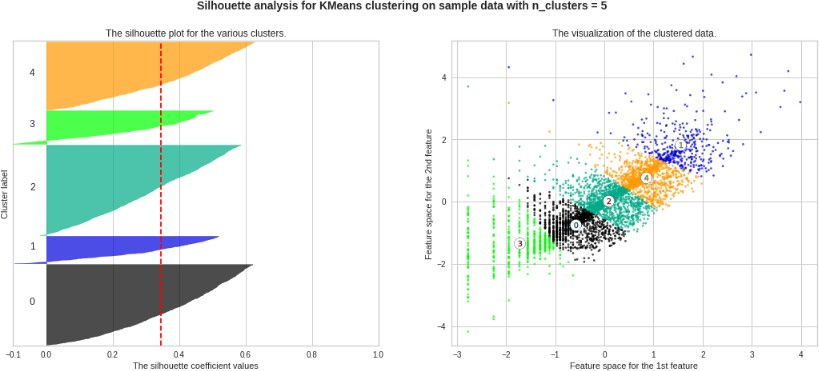 Silhouette analysis for KMeans clustering on sample data with n_clusters = 5
The silhouette plot for the various clusters.
4
3
2
1
0
Cluster label
−0.1 0.0 0.2 0.4 0.6 0.8 1.0
The silhouette coefficient values
The visualization of the clustered data.
4
2
0
−2
−4
Feature space for the 2nd feature
1
4
2
0
3
−3 −2 −1 0 1 2 3 4
Feature space for the 1st feature